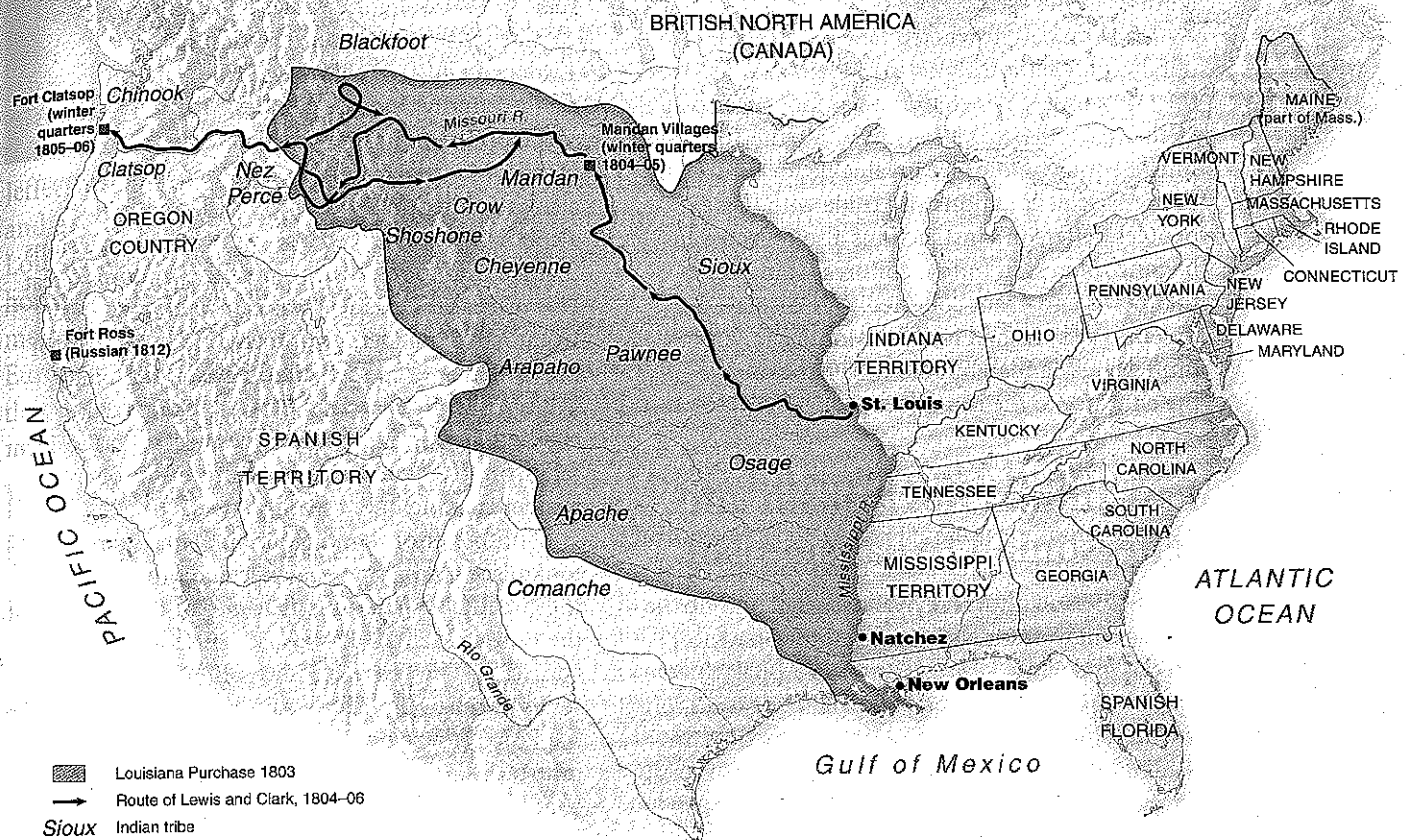 BRITISH NORTH AMERICA
(CANADA)
Blackfoot
Fort Clatsop
(winter
quarters
1805–06)
Chinook
Clatsop
Nez
Percé
OREGON
COUNTRY
Missouri R.
Mandan Villages
(winter quarters
1804–05)
Mandan
Crow
Shoshone
Cheyenne
Sioux
Pawnee
Arapaho
Fort Ross
(Russian 1812)
PACIFIC OCEAN
SPANISH
TERRITORY
Osage
Apache
Comanche
Rio Grande
Mississippi R.
St. Louis
Natchez
New Orleans
INDIANA
TERRITORY
OHIO
KENTUCKY
TENNESSEE
MISSISSIPPI
TERRITORY
GEORGIA
SOUTH
CAROLINA
NORTH
CAROLINA
VIRGINIA
PENNSYLVANIA
MAINE
(part of Mass.)
VERMONT
NEW
HAMPSHIRE
NEW
YORK
MASSACHUSETTS
RHODE
ISLAND
CONNECTICUT
NEW
JERSEY
DELAWARE
MARYLAND
ATLANTIC
OCEAN
SPANISH
FLORIDA
Gulf of Mexico
Louisiana Purchase 1803
Route of Lewis and Clark, 1804–06
Sioux Indian tribe